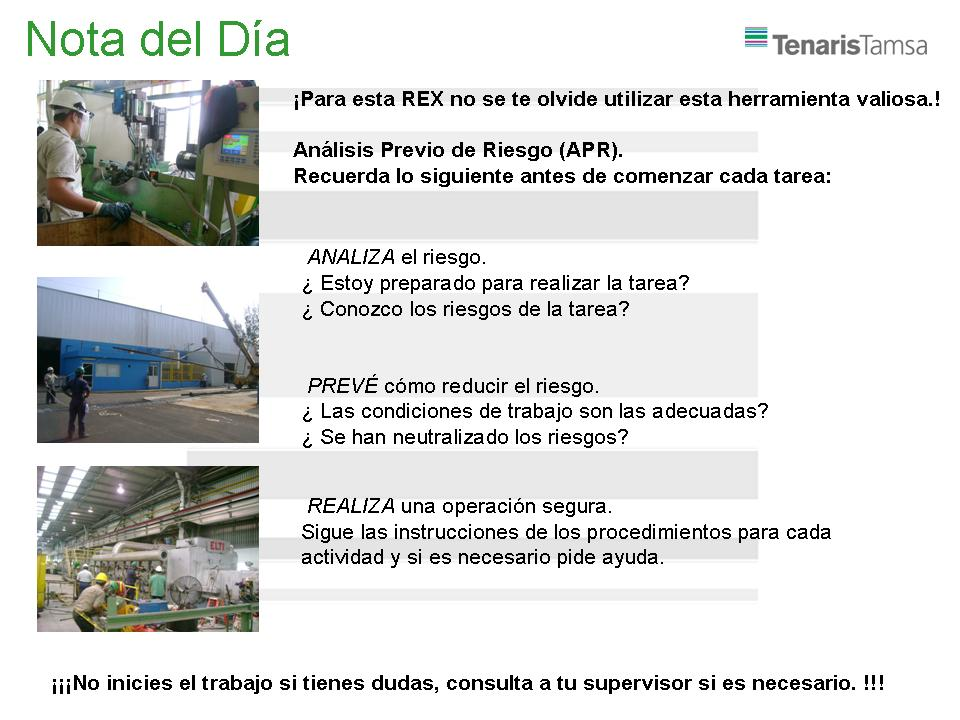 Nota del Día
TenarisTamsa
¡Para esta REX no se te olvide utilizar esta herramienta valiosa.!
Análisis Previo de Riesgo (APR).
Recuerda lo siguiente antes de comenzar cada tarea:
ANALIZA el riesgo.
¿ Estoy preparado para realizar la tarea?
¿ Conozco los riesgos de la tarea?
PREVÉ cómo reducir el riesgo.
¿ Las condiciones de trabajo son las adecuadas?
¿ Se han neutralizado los riesgos?
REALIZA una operación segura.
Sigue las instrucciones de los procedimientos para cada
actividad y si es necesario pide ayuda.
ELTI
¡¡¡No inicies el trabajo si tienes dudas, consulta a tu supervisor si es necesario. !!!